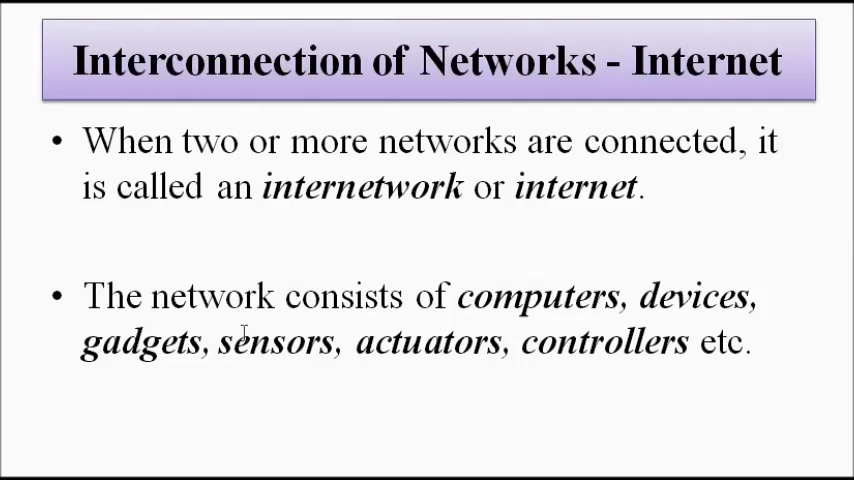 Interconnection of Networks - Internet
• When two or more networks are connected, it
is called an internetwork or internet.
• The network consists of computers, devices,
gadgets, sensors, actuators, controllers etc.